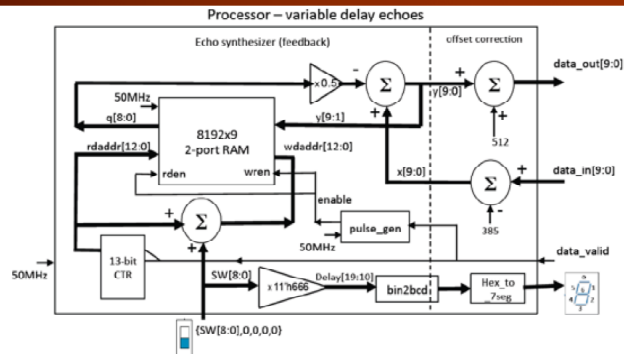 Processor – variable delay echoes
Echo synthesizer (feedback)
offset correction
data_out[9:0]
x 0.5
-
Σ
+
+
y[9:0]
Σ
+
512
50MHz
q[8:0]
8192x9
2-port RAM
y[9:1]
rdaddr[12:0]
wdaddr[12:0]
rden
wren
x[9:0]
Σ
+
data_in[9:0]
-
385
enable
+
Σ
+
pulse_gen
50MHz
data_valid
50MHz
13-bit
CTR
SW[8:0]
x 11'h666
Delay[19:10]
bin2bcd
Hex_to
_7seg
{SW[8:0],0,0,0,0}